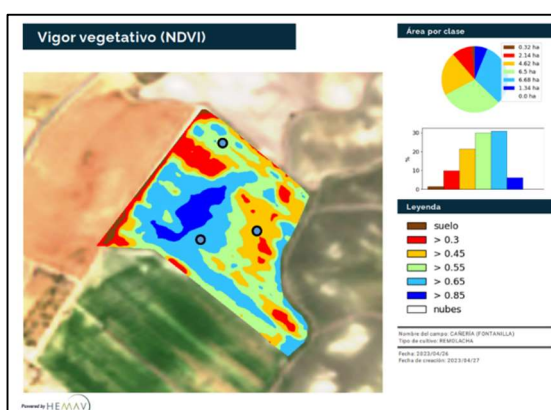 Vigor vegetativo (NDVI)
Área por clase
0.32 ha
2.14 ha
4.62 ha
6.5 ha
6.68 ha
1.34 ha
0.0 ha
30
20
10
0
%
Leyenda
suelo
> 0.3
> 0.45
> 0.55
> 0.65
> 0.85
nubes
Nombre del campo: CAÑERÍA (FONTANILLA)
Tipo de cultivo: REMOLACHA
Fecha: 2023/04/26
Fecha de creación: 2023/04/27
Powered by HEMAV